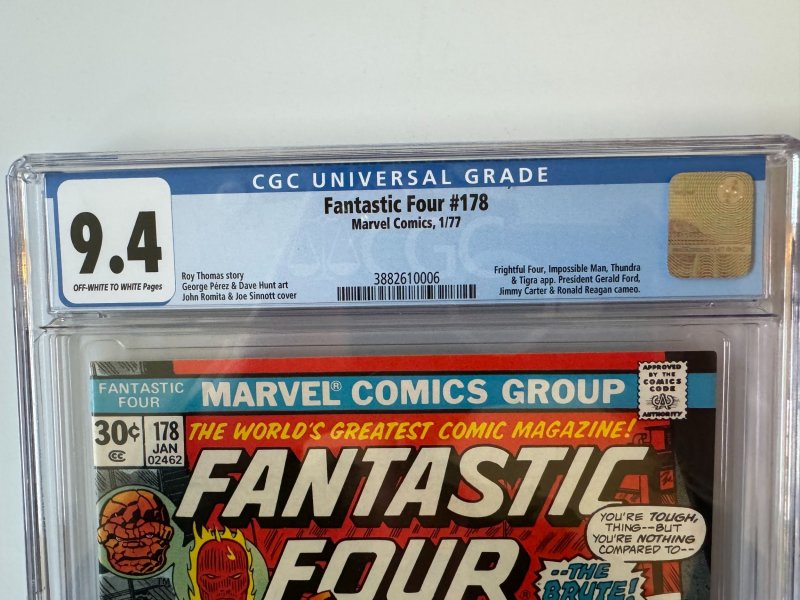 CGC UNIVERSAL GRADE
9.4
OFF-WHITE TO WHITE Pages
Fantastic Four #178
Marvel Comics, 1/77
Roy Thomas story
George Pérez & Dave Hunt art
John Romita & Joe Sinnott cover
3882610006
Frightful Four, Impossible Man, Thundra
& Tigra app. President Gerald Ford,
Jimmy Carter & Ronald Reagan cameo.
CGC
FANTASTIC
FOUR
MARVEL® COMICS GROUP
APPROVED
BY THE
COMICS
CODE
AUTHORITY
30¢
CC
178
JAN
02462
THE WORLD'S GREATEST COMIC MAGAZINE!
FANTASTIC
FOUR®
YOU'RE TOUGH,
THING--BUT
YOU'RE NOTHING
COMPARED TO--
--THE
BRUTE!